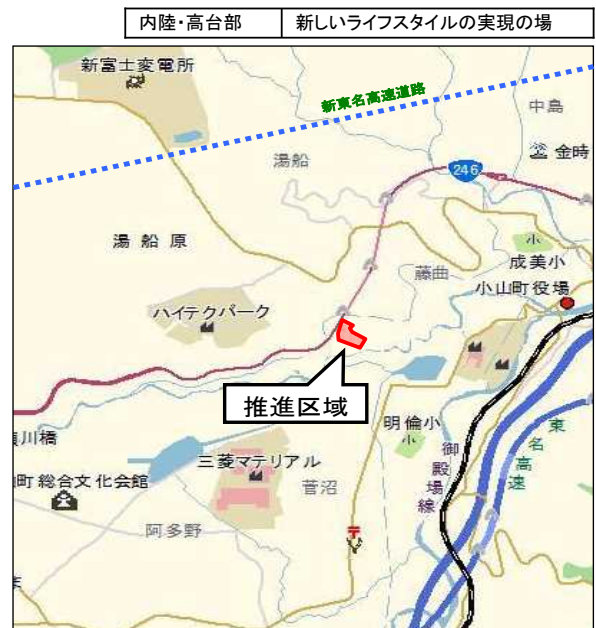 内陸・高台部 新しいライフスタイルの実現の場
新富士変電所
新東名高速道路
中島
湯船
金時
246
湯船原
小
成美小
藤曲
小山町役場
ハイテクパーク
推進区域
川橋
明倫小
小
御殿場線
東名高速
三菱マテリアル
町総合文化会館
菅沼
阿多野